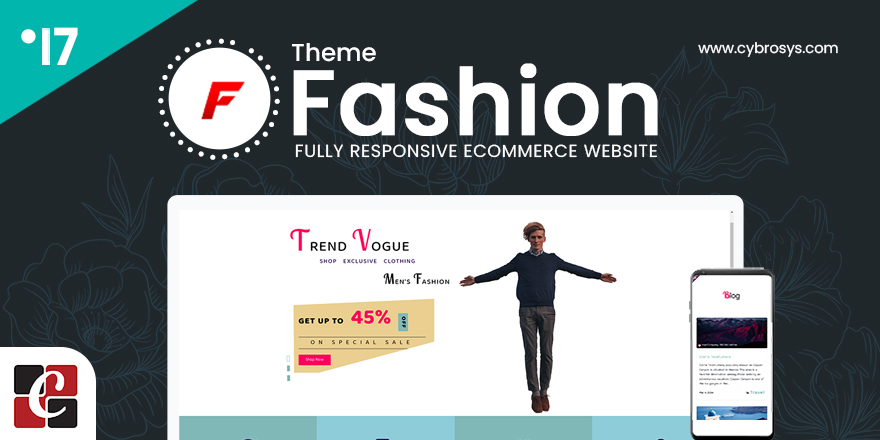 17
www.cybrosys.com
Theme
F
Fashion
FULLY RESPONSIVE ECOMMERCE WEBSITE
TREND VOGUE
SHOP EXCLUSIVE CLOTHING
MEN'S FASHION
GET UP TO 45% OFF
ON SPECIAL SALE
Shop Now
Blog
C